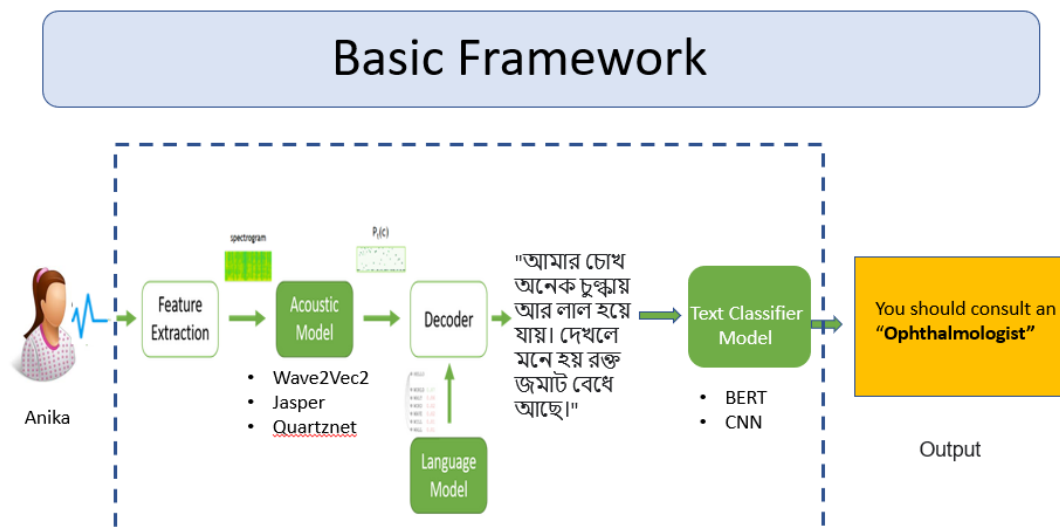 Basic Framework
spectrogram
Pₜ(c)
Feature
Extraction
Acoustic
Model
Decoder
"আমার চোখ
অনেক চুল্কায়
আর লাল হয়ে
যায়। দেখলে
মনে হয় রক্ত
জমাট বেধে
আছে।"
Text Classifier
Model
You should consult an
“Ophthalmologist”
Anika
• Wave2Vec2
• Jasper
• Quartznet
Language
Model
• BERT
• CNN
Output